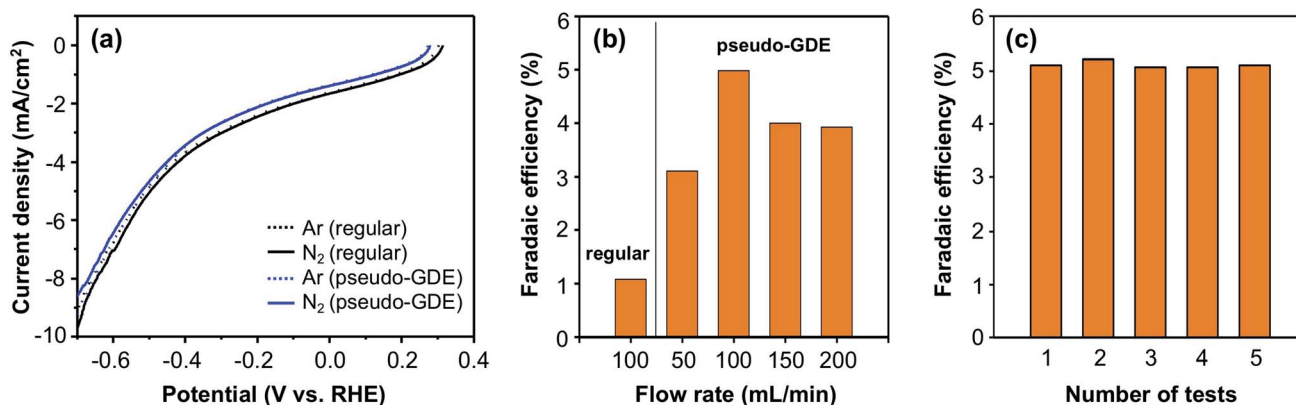 (a)
Current density (mA/cm²)
0
-2
-4
-6
-8
-10
Ar (regular)
N₂ (regular)
Ar (pseudo-GDE)
N₂ (pseudo-GDE)
-0.6 -0.4 -0.2 0.0 0.2 0.4
Potential (V vs. RHE)
(b)
Faradaic efficiency (%)
6
5
4
3
2
1
0
pseudo-GDE
regular
100 50 100 150 200
Flow rate (mL/min)
(c)
Faradaic efficiency (%)
6
5
4
3
2
1
0
1 2 3 4 5
Number of tests